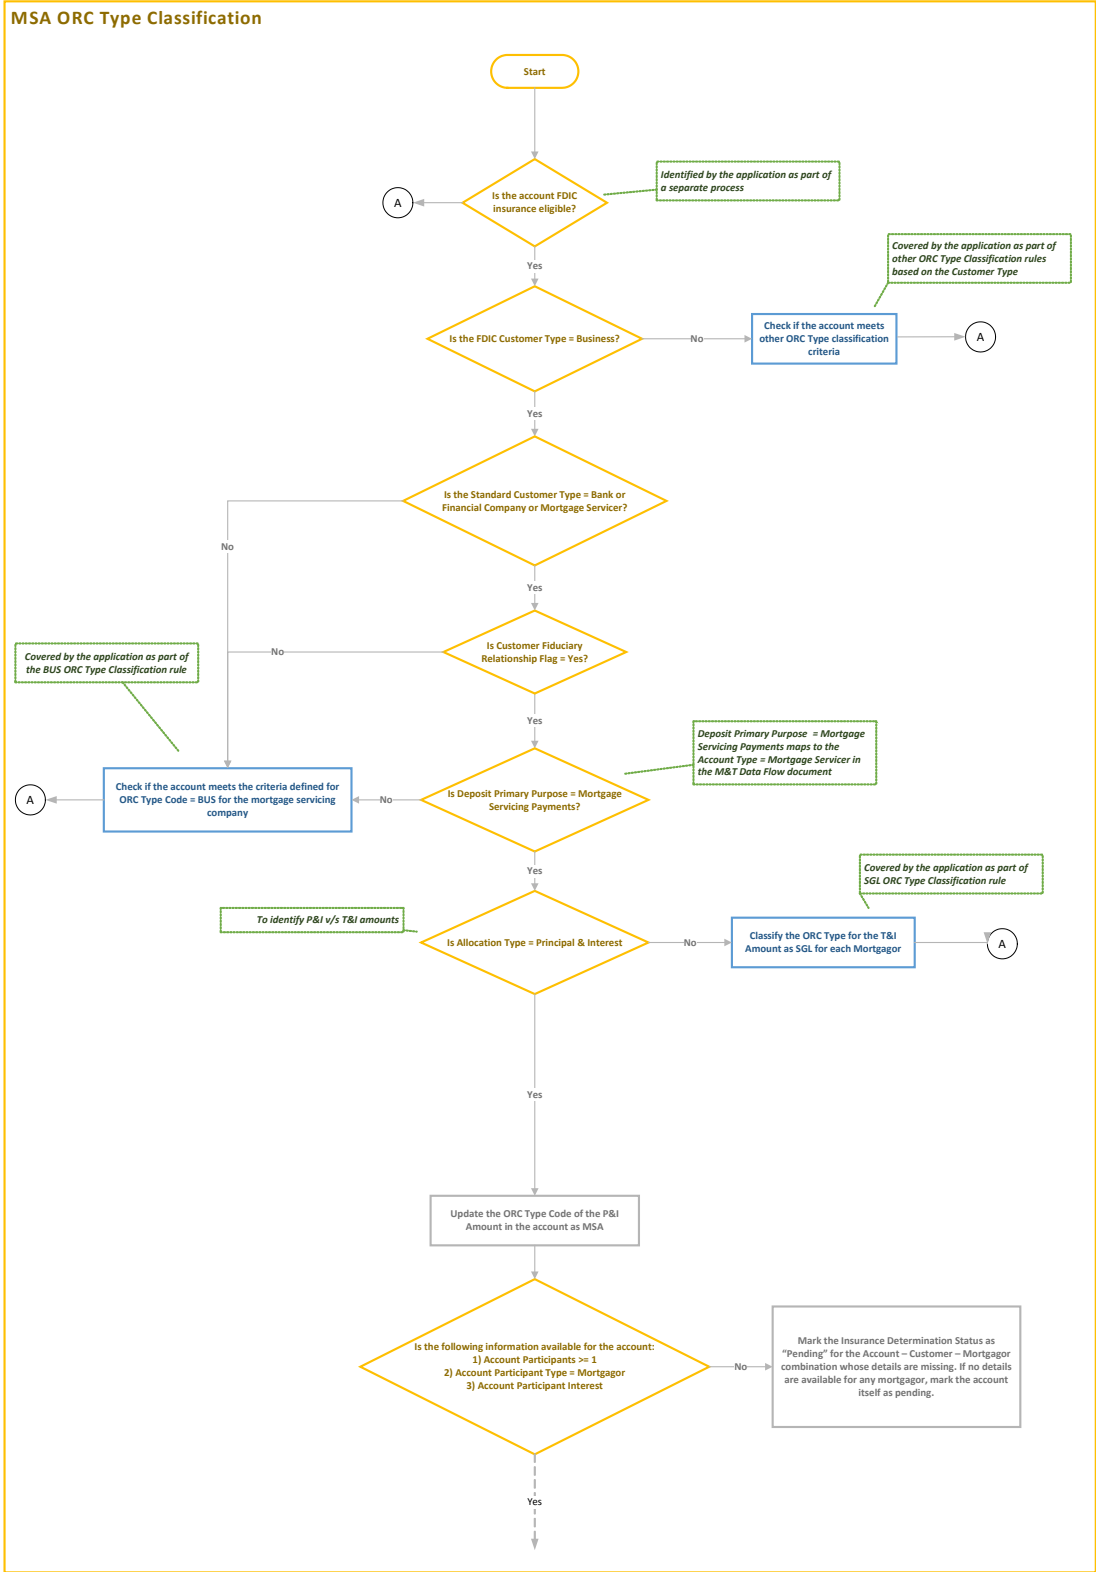 MSA ORC Type Classification
Start
Identified by the application as part of
a separate process
Is the account FDIC
insurance eligible?
A
Yes
Covered by the application as part of
other ORC Type Classification rules
based on the Customer Type
Is the FDIC Customer Type = Business?
No
Check if the account meets
other ORC Type classification
criteria
A
Yes
Is the Standard Customer Type = Bank or
Financial Company or Mortgage Servicer?
No
Yes
Is Customer Fiduciary
Relationship Flag = Yes?
No
Covered by the application as part of
the BUS ORC Type Classification rule
Yes
Deposit Primary Purpose  = Mortgage
Servicing Payments maps to the
Account Type = Mortgage Servicer in
the M&T Data Flow document
Is Deposit Primary Purpose = Mortgage
Servicing Payments?
No
Check if the account meets the criteria defined for
ORC Type Code = BUS for the mortgage servicing
company
A
Yes
Covered by the application as part of
SGL ORC Type Classification rule
To identify P&I v/s T&I amounts
Is Allocation Type = Principal & Interest
No
Classify the ORC Type for the T&I
Amount as SGL for each Mortgagor
A
Yes
Update the ORC Type Code of the P&I
Amount in the account as MSA
Is the following information available for the account:
1) Account Participants >= 1
2) Account Participant Type = Mortgagor
3) Account Participant Interest
No
Mark the Insurance Determination Status as
“Pending” for the Account – Customer – Mortgagor
combination whose details are missing. If no details
are available for any mortgagor, mark the account
itself as pending.
Yes